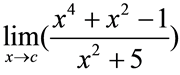 lim x→c (x⁴ + x² − 1 / x² + 5)